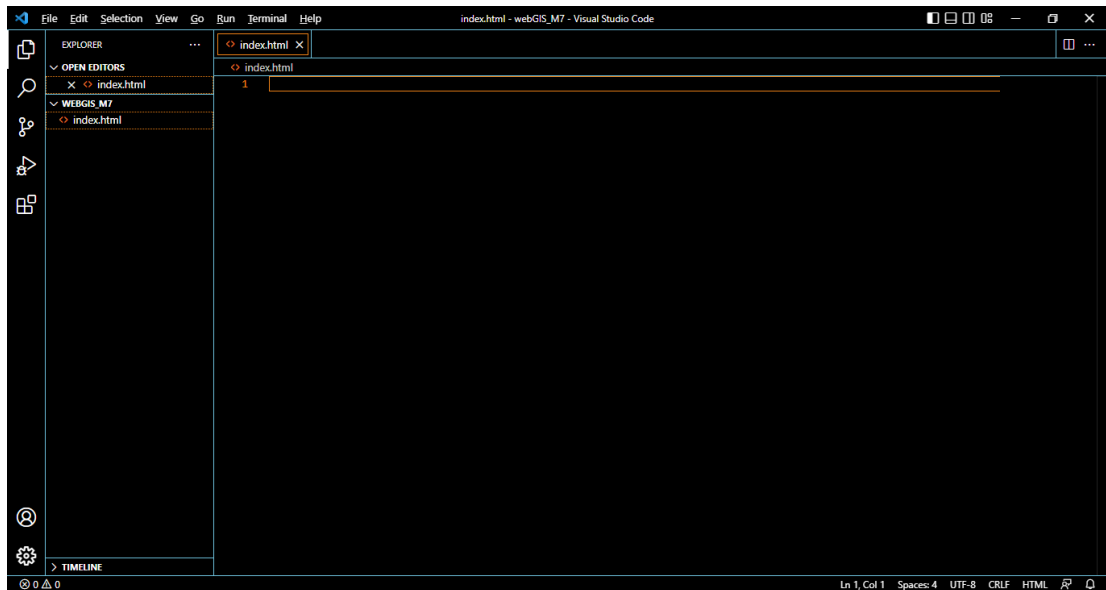 File Edit Selection View Go Run Terminal Help index.html - webGIS_M7 - Visual Studio Code
EXPLORER
index.html
OPEN EDITORS
index.html
index.html
1
WEBGIS_M7
index.html
TIMELINE
0 0 Ln 1, Col 1 Spaces: 4 UTF-8 CRLF HTML